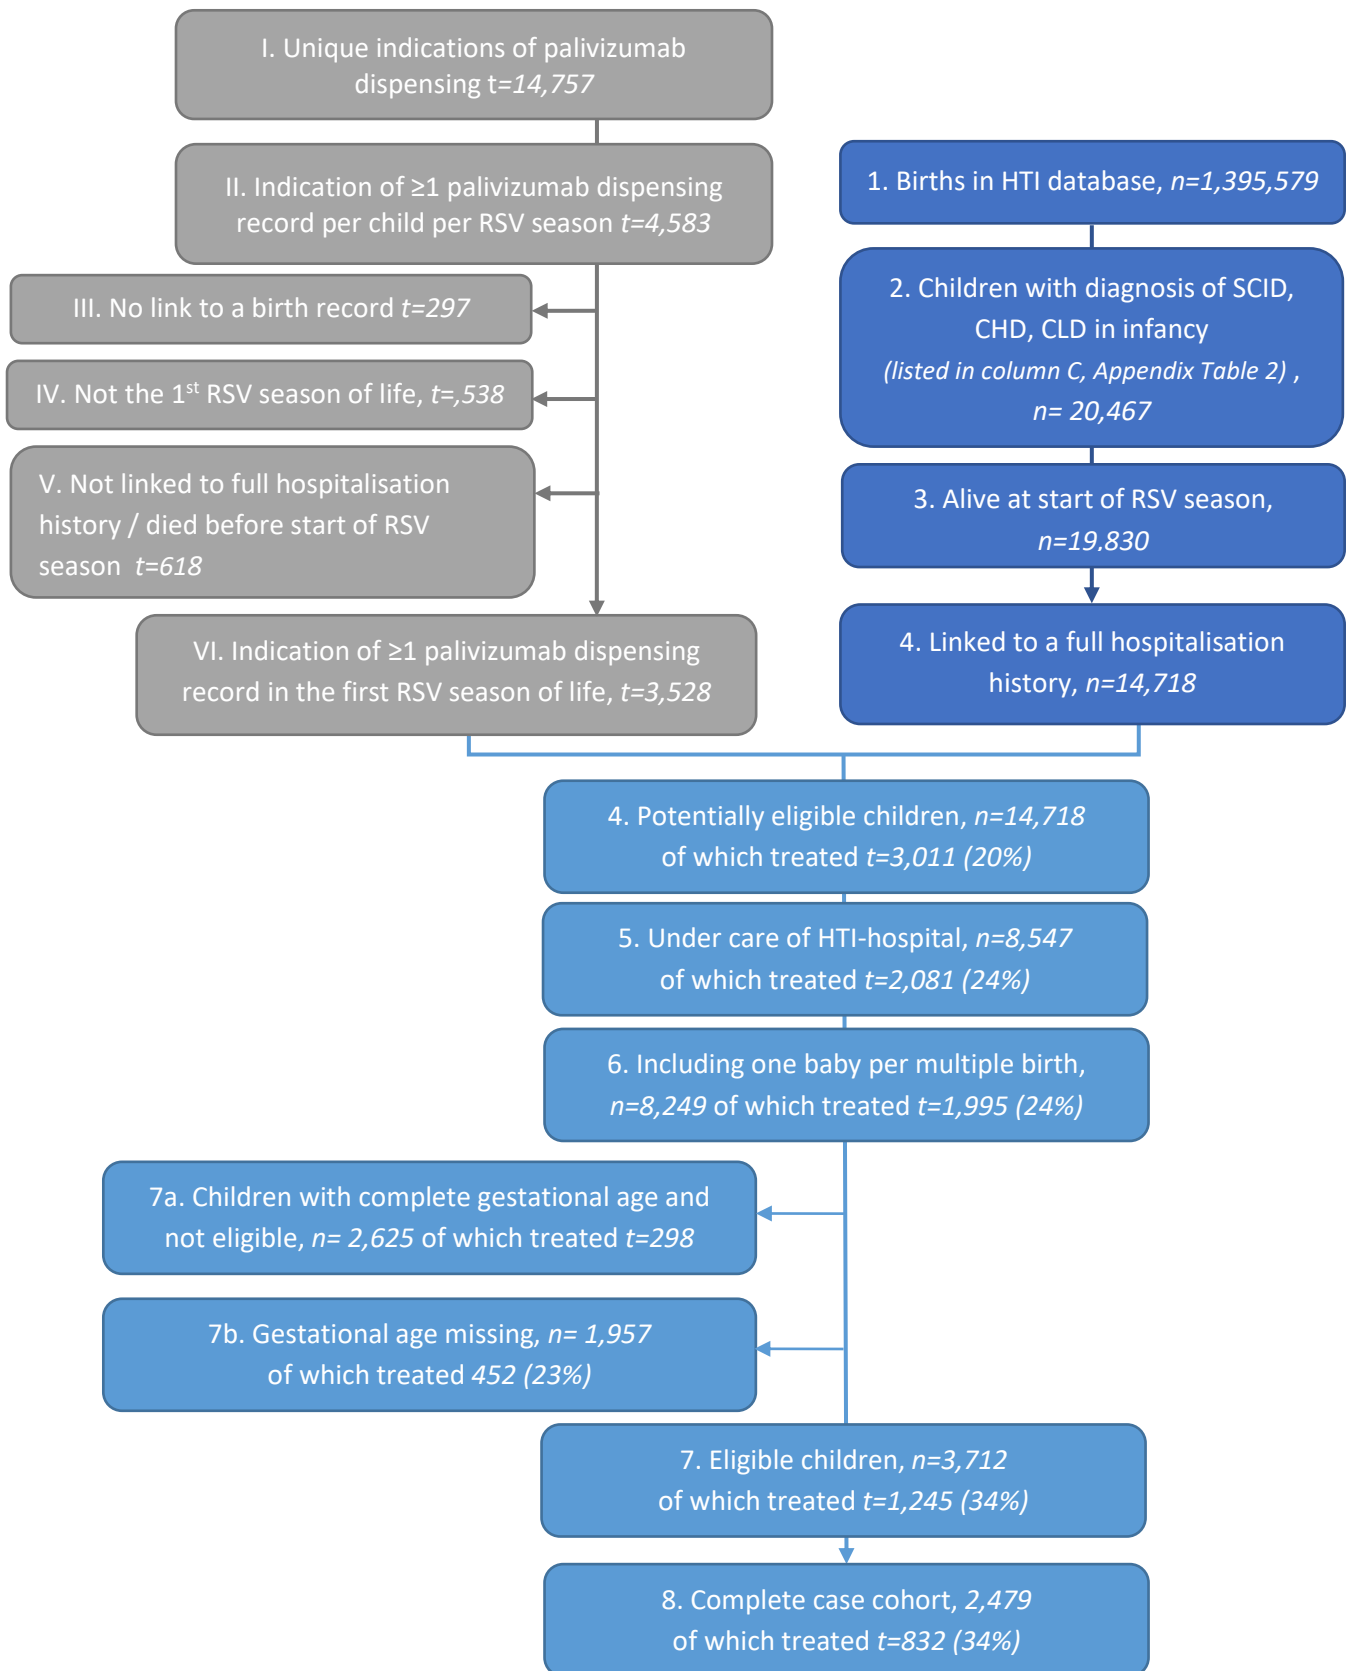 I. Unique indications of palivizumab
dispensing t=14,757
II. Indication of ≥1 palivizumab dispensing
record per child per RSV season t=4,583
III. No link to a birth record t=297
IV. Not the 1st RSV season of life, t=,538
V. Not linked to full hospitalisation
history / died before start of RSV
season t=618
VI. Indication of ≥1 palivizumab dispensing
record in the first RSV season of life, t=3,528
1. Births in HTI database, n=1,395,579
2. Children with diagnosis of SCID,
CHD, CLD in infancy
(listed in column C, Appendix Table 2) ,
n= 20,467
3. Alive at start of RSV season,
n=19.830
4. Linked to a full hospitalisation
history, n=14,718
4. Potentially eligible children, n=14,718
of which treated t=3,011 (20%)
5. Under care of HTI-hospital, n=8,547
of which treated t=2,081 (24%)
6. Including one baby per multiple birth,
n=8,249 of which treated t=1,995 (24%)
7a. Children with complete gestational age and
not eligible, n= 2,625 of which treated t=298
7b. Gestational age missing, n= 1,957
of which treated 452 (23%)
7. Eligible children, n=3,712
of which treated t=1,245 (34%)
8. Complete case cohort, 2,479
of which treated t=832 (34%)